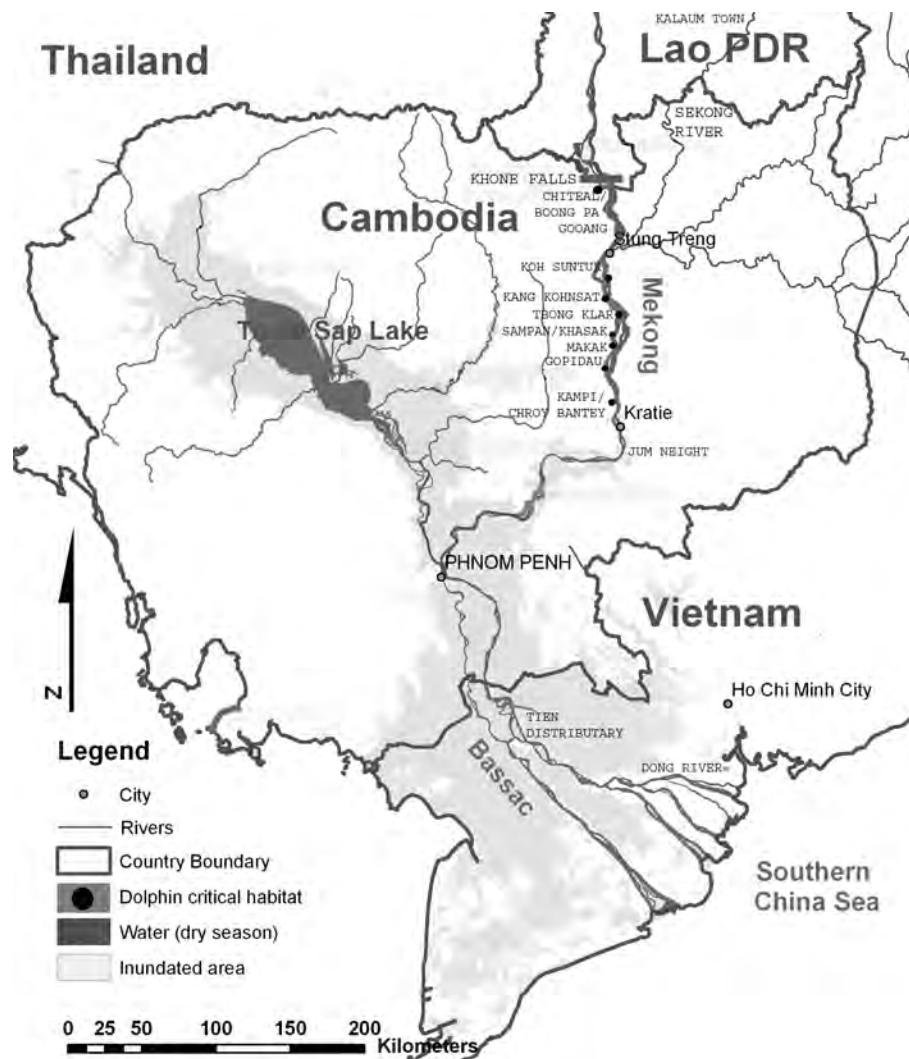 KALAUM TOWN
Thailand
Lao PDR
SEKONG
RIVER
KHONE FALLS
CHITEAL/
BOONG PA
GOOANG
Cambodia
Stung Treng
KOH SUNTUK
KANG KOHNSAT
Mekong
TBONG KLAR
Sap Lake
SAMPAN/KHASAK
MAKAK
GOPIDAU
KAMPI/
CHROY BANTEY
Kratie
JUM NEIGHT
PHNOM PENH
Vietnam
N
Ho Chi Minh City
TIEN
DISTRIBUTARY
Bassac
DONG RIVER
Southern
China Sea
Legend
City
Rivers
Country Boundary
Dolphin critical habitat
Water (dry season)
Inundated area
0 25 50 100 150 200
Kilometers